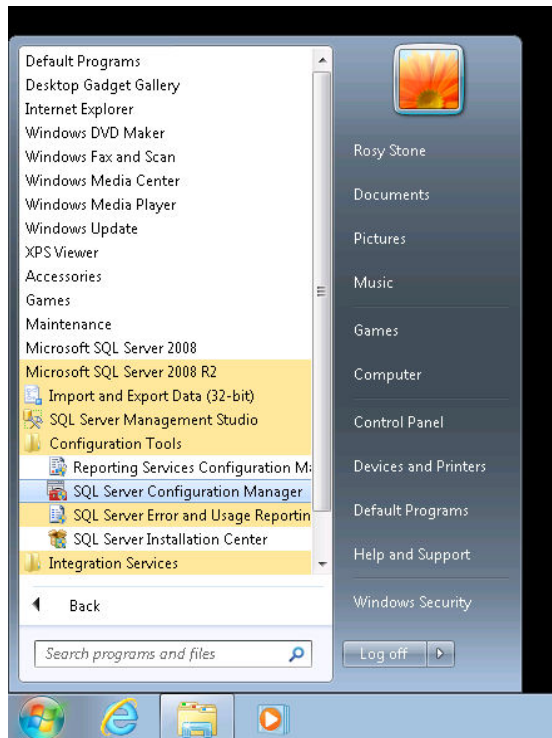 Default Programs
Desktop Gadget Gallery
Internet Explorer
Windows DVD Maker
Windows Fax and Scan
Windows Media Center
Windows Media Player
Windows Update
XPS Viewer
Accessories
Games
Maintenance
Microsoft SQL Server 2008
Microsoft SQL Server 2008 R2
Import and Export Data (32-bit)
SQL Server Management Studio
Configuration Tools
Reporting Services Configuration Ma
SQL Server Configuration Manager
SQL Server Error and Usage Reportin
SQL Server Installation Center
Integration Services
Back
Search programs and files
Rosy Stone
Documents
Pictures
Music
Games
Computer
Control Panel
Devices and Printers
Default Programs
Help and Support
Windows Security
Log off